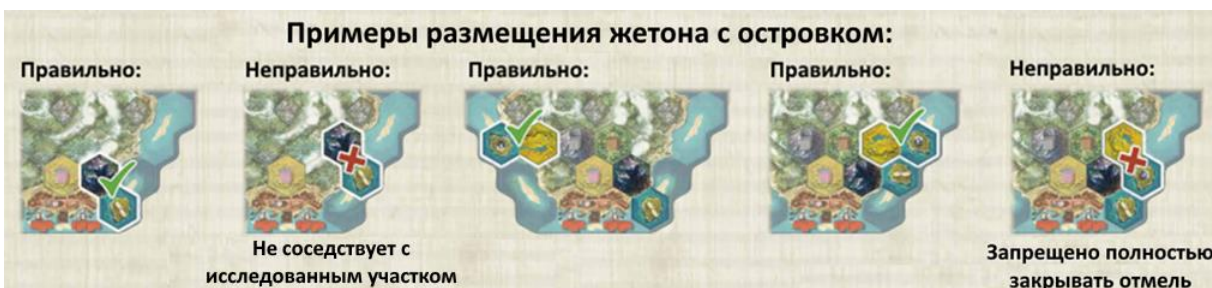 Примеры размещения жетона с островком:
Правильно:
Неправильно:
Не соседствует с
исследованным участком
Правильно:
Правильно:
Неправильно:
Запрещено полностью
закрывать отмель